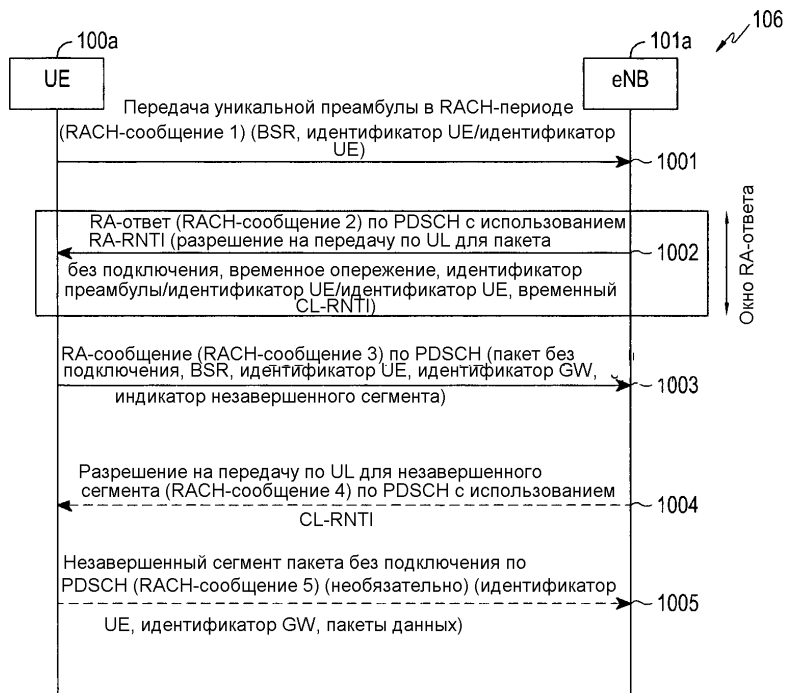 106
100a
101a
UE
eNB
Передача уникальной преамбулы в RACH-периоде
(RACH-сообщение 1) (BSR, идентификатор UE/идентификатор
UE)
1001
RA-ответ (RACH-сообщение 2) по PDSCH с использованием
RA-RNTI (разрешение на передачу по UL для пакета
1002
без подключения, временное опережение, идентификатор
преамбулы/идентификатор UE/идентификатор UE, временный
CL-RNTI)
Окно RA-ответа
RA-сообщение (RACH-сообщение 3) по PDSCH (пакет без
подключения, BSR, идентификатор UE, идентификатор GW,
1003
индикатор незавершенного сегмента)
Разрешение на передачу по UL для незавершенного
сегмента (RACH-сообщение 4) по PDSCH с использованием
1004
CL-RNTI
Незавершенный сегмент пакета без подключения по
PDSCH (RACH-сообщение 5) (необязательно) (идентификатор
1005
UE, идентификатор GW, пакеты данных)